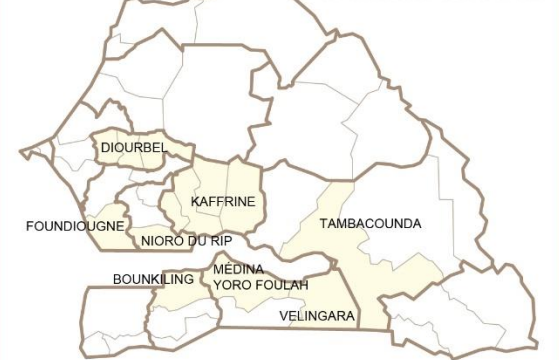 DIOURBEL
KAFFRINE
TAMBACOUNDA
FOUNDIOUGNE
NIORO DU RIP
MÉDINA
YORO FOULAH
BOUNKILING
VELINGARA